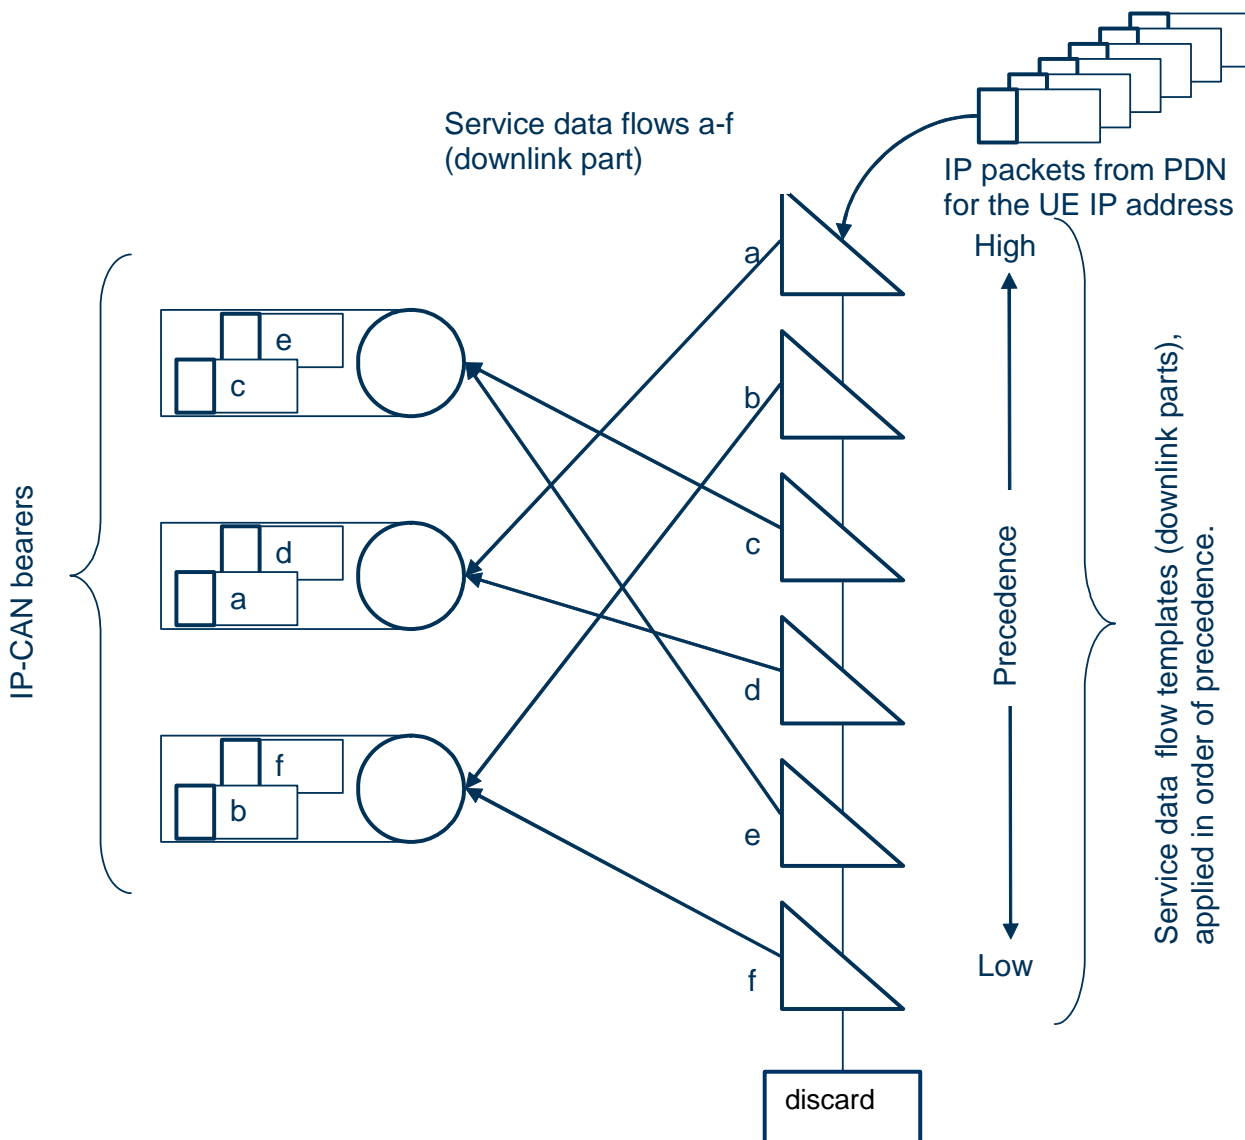 Service data flows a-f
(downlink part)
IP packets from PDN
for the UE IP address
High
a
e
c
b
c
d
a
d
f
b
e
f
Precedence
Low
IP-CAN bearers
Service data flow templates (downlink parts),
applied in order of precedence.
discard